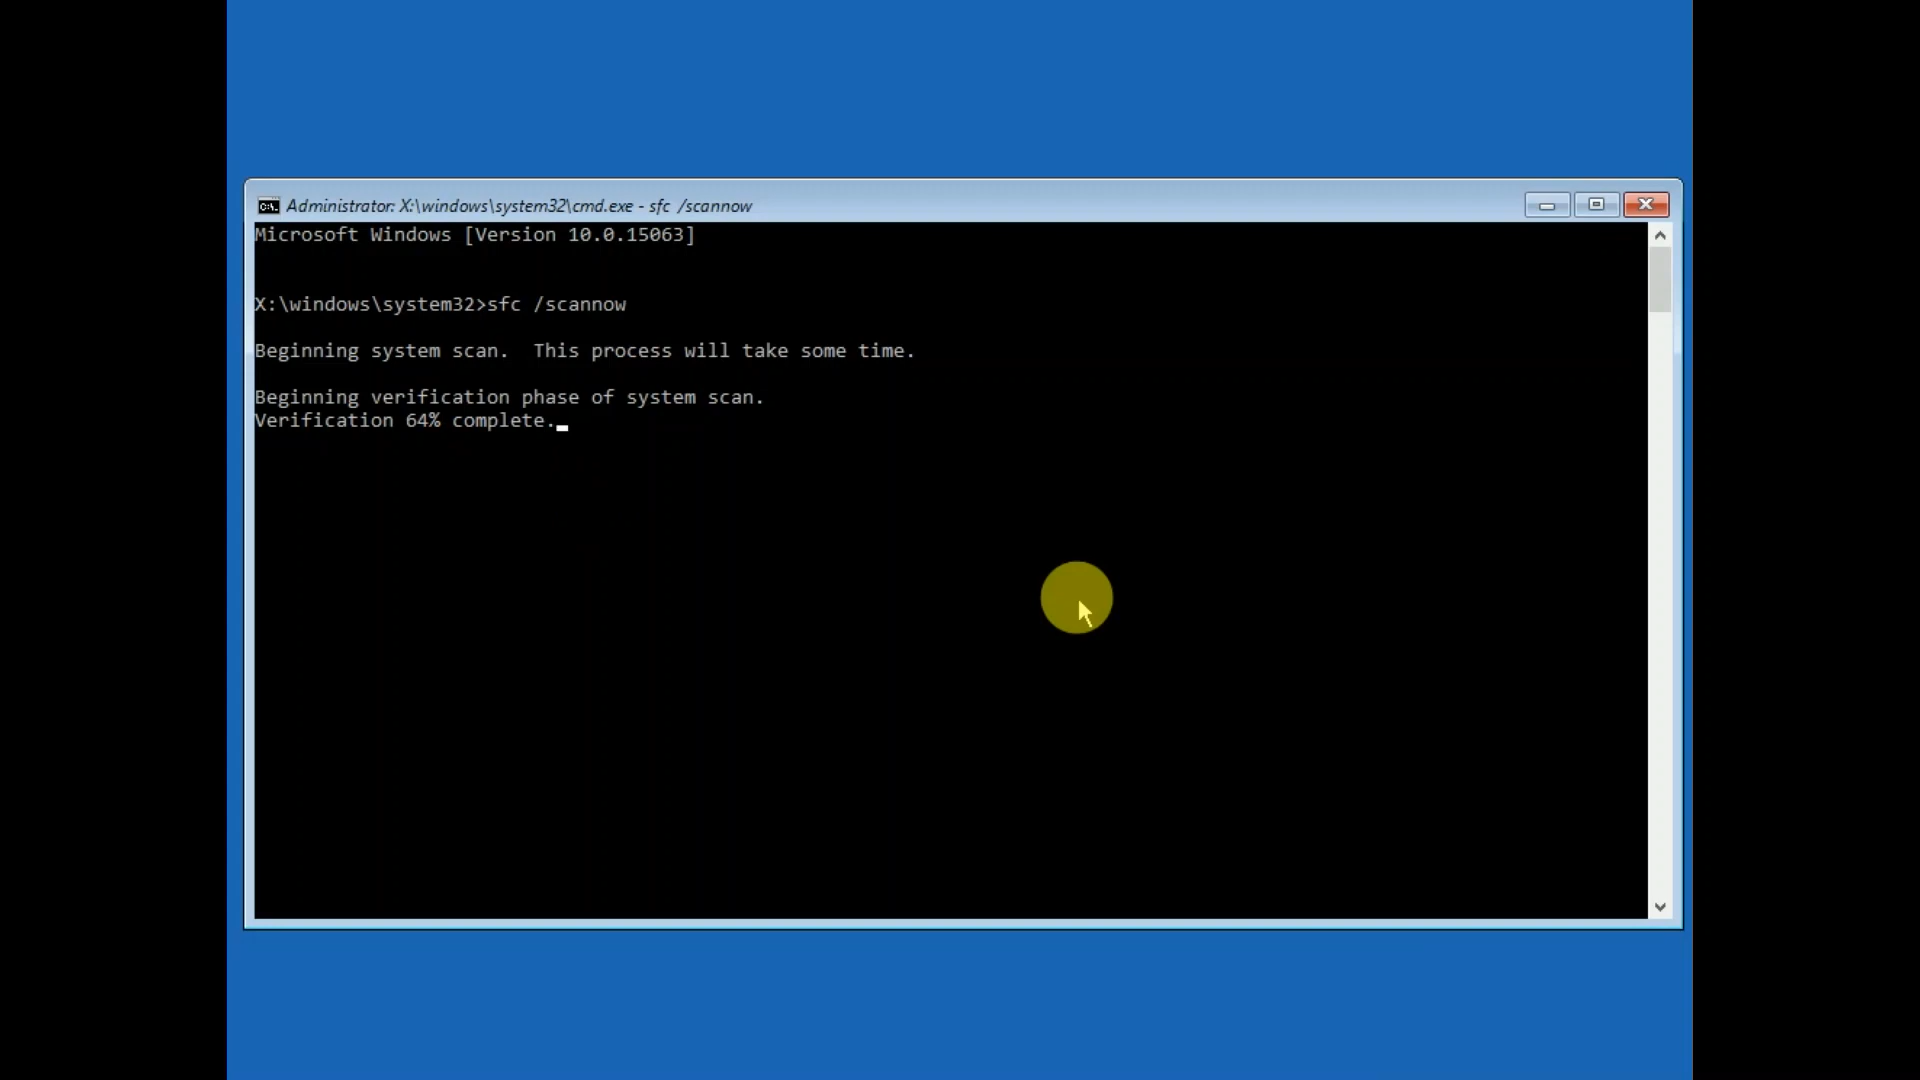 Administrator: X:\windows\system32\cmd.exe - sfc /scannow
Microsoft Windows [Version 10.0.15063]
X:\windows\system32>sfc /scannow
Beginning system scan.  This process will take some time.
Beginning verification phase of system scan.
Verification 64% complete.